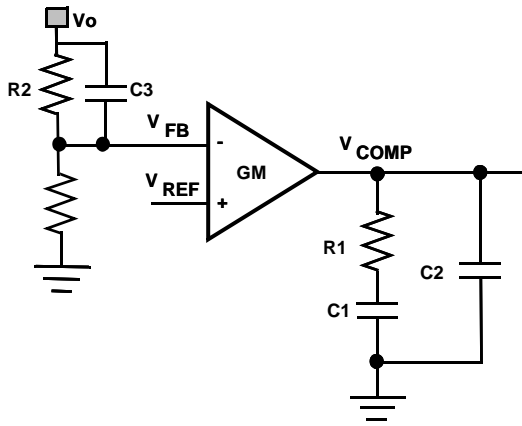 Vo
R2
C3
V FB
-
GM
V COMP
V REF
+
R1
C2
C1